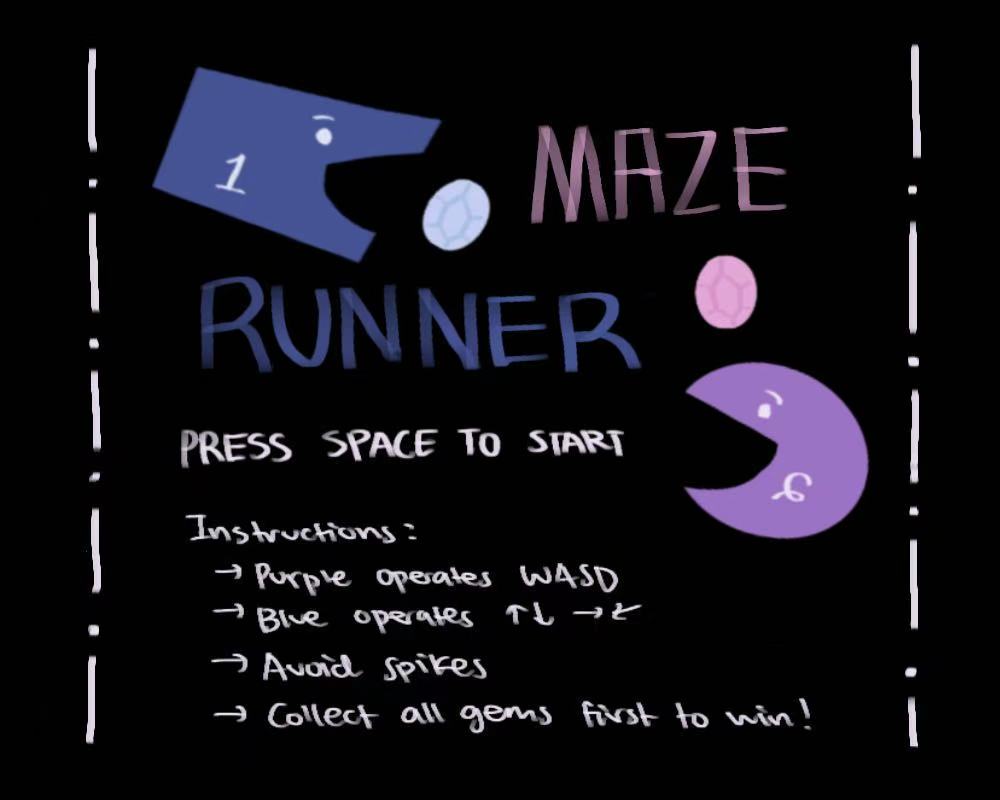 1
MAZE
RUNNER
PRESS SPACE TO START
Instructions:
→ Purple operates WASD
→ Blue operates ↑↓ →←
→ Avoid spikes
→ Collect all gems first to win!